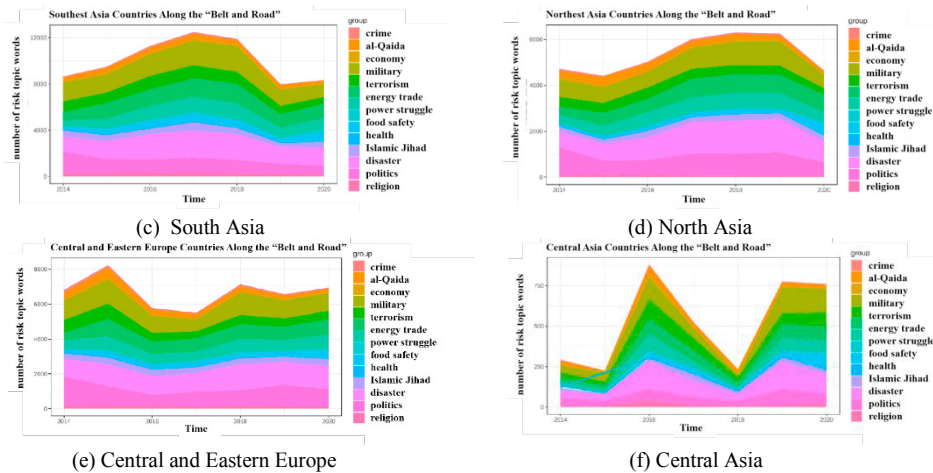 Southest Asia Countries Along the “Belt and Road”
number of risk topic words
12000
8000
4000
0
2014
2016
2018
2020
Time
group
crime
al-Qaida
economy
military
terrorism
energy trade
power struggle
food safety
health
Islamic Jihad
disaster
politics
religion
(c) South Asia
Northest Asia Countries Along the “Belt and Road”
number of risk topic words
6000
4000
2000
0
2014
2016
2018
2020
Time
group
crime
al-Qaida
economy
military
terrorism
energy trade
power struggle
food safety
health
Islamic Jihad
disaster
politics
religion
(d) North Asia
Central and Eastern Europe Countries Along the “Belt and Road”
number of risk topic words
8000
6000
4000
2000
0
2014
2016
2018
2020
Time
group
crime
al-Qaida
economy
military
terrorism
energy trade
power struggle
food safety
health
Islamic Jihad
disaster
politics
religion
(e) Central and Eastern Europe
Central Asia Countries Along the “Belt and Road”
number of risk topic words
750
500
250
0
2014
2016
2018
2020
Time
group
crime
al-Qaida
economy
military
terrorism
energy trade
power struggle
food safety
health
Islamic Jihad
disaster
politics
religion
(f) Central Asia